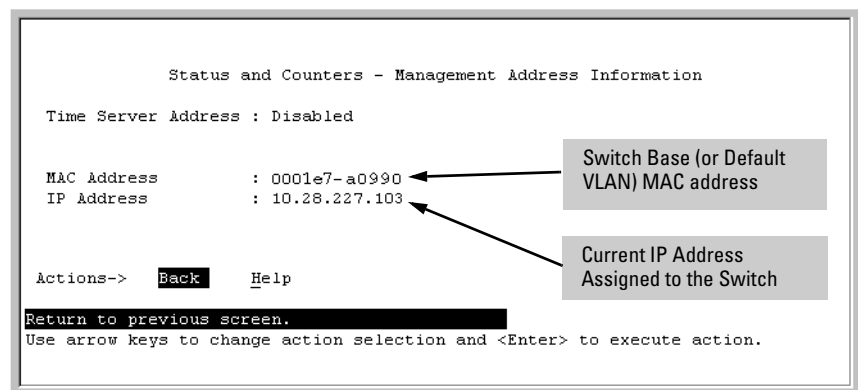 Status and Counters - Management Address Information
Time Server Address : Disabled
MAC Address : 0001e7-a0990
IP Address : 10.28.227.103
Switch Base (or Default
VLAN) MAC address
Current IP Address
Assigned to the Switch
Actions-> Back Help
Return to previous screen.
Use arrow keys to change action selection and <Enter> to execute action.